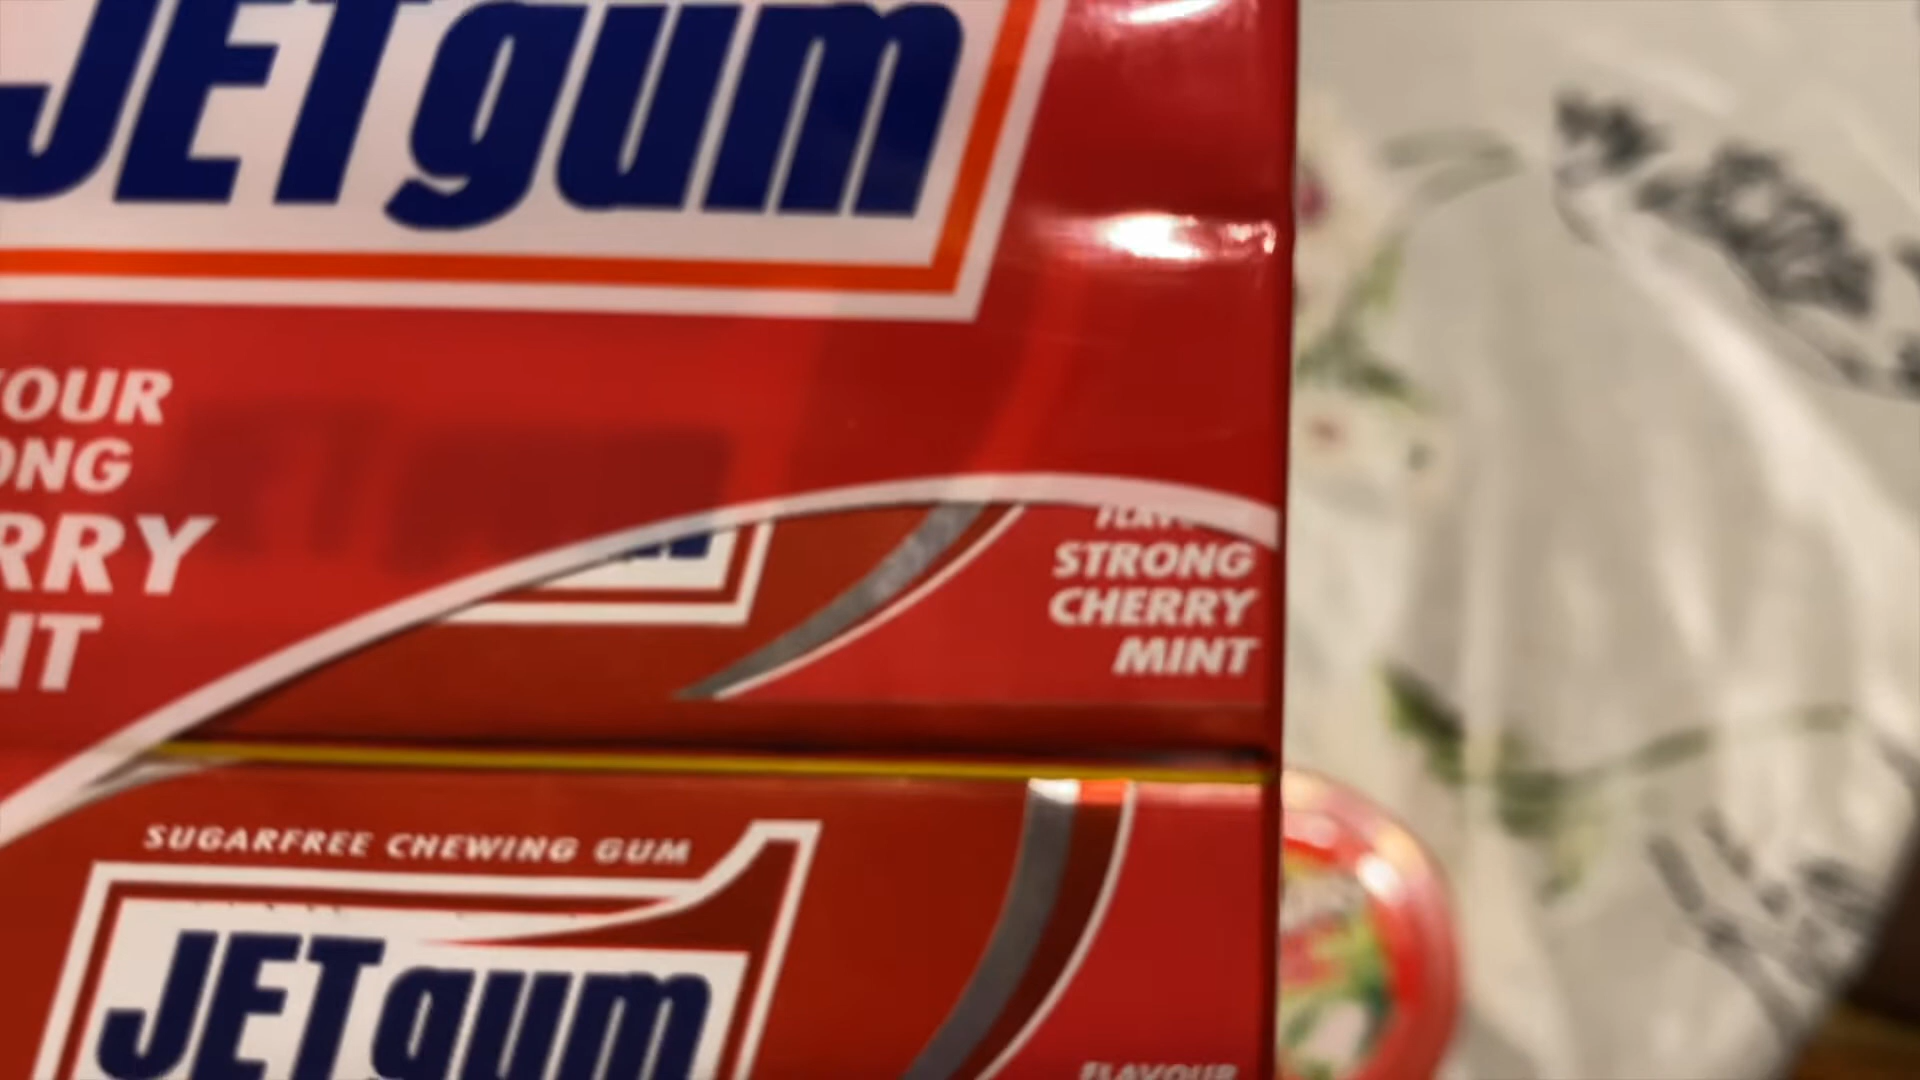 JETgum
OUR
ONG
RRY
IT
STRONG
CHERRY
MINT
SUGARFREE CHEWING GUM
JETgum
FLAVOUR